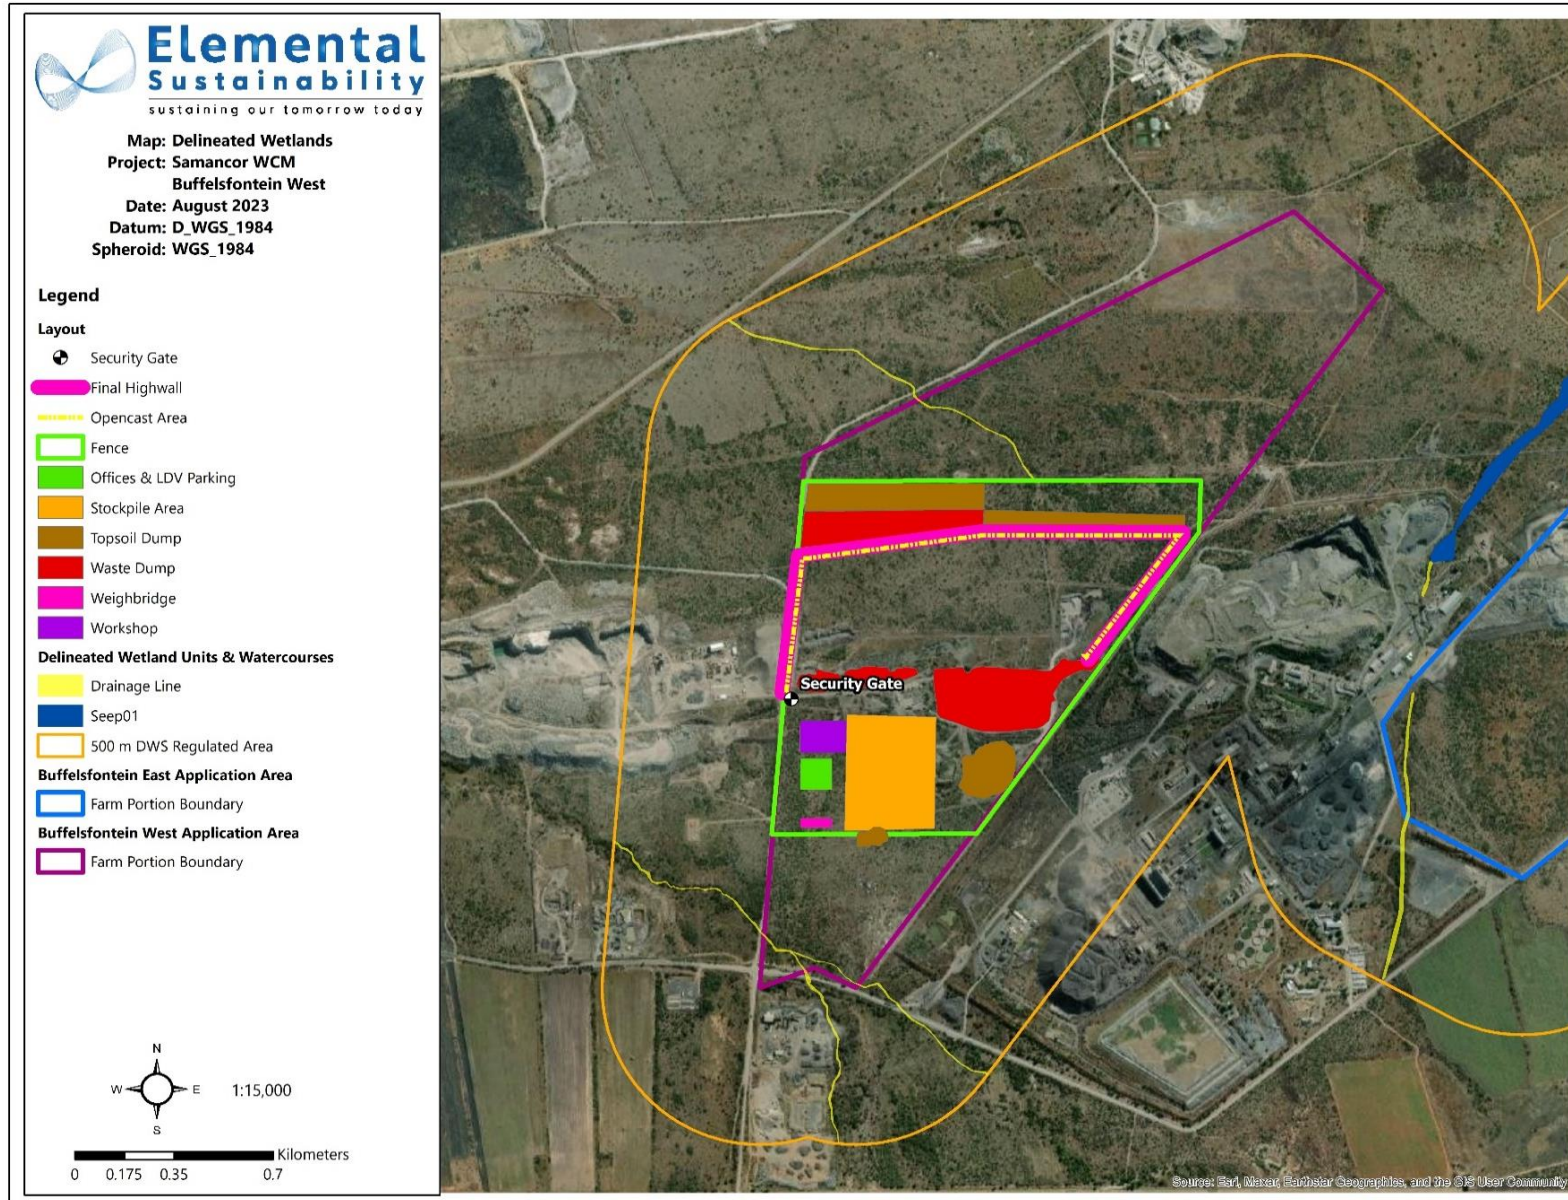 Elemental
Sustainability
sustaining our tomorrow today
Map: Delineated Wetlands
Project: Samancor WCM
Buffelsfontein West
Date: August 2023
Datum: D_WGS_1984
Spheroid: WGS_1984
Legend
Layout
Security Gate
Final Highwall
Opencast Area
Fence
Offices & LDV Parking
Stockpile Area
Topsoil Dump
Waste Dump
Weighbridge
Workshop
Delineated Wetland Units & Watercourses
Drainage Line
Seep01
500 m DWS Regulated Area
Buffelsfontein East Application Area
Farm Portion Boundary
Buffelsfontein West Application Area
Farm Portion Boundary
N
W E 1:15,000
S
Kilometers
0 0.175 0.35 0.7
Security Gate
Source: Esri, Maxar, Earthstar Geographics, and the GIS User Community